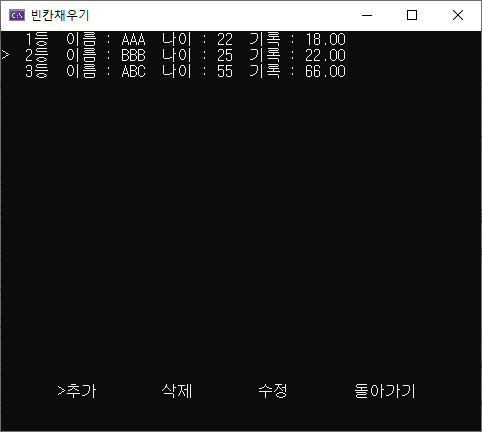 빈칸채우기
1등 이름 : AAA 나이 : 22 기록 : 18.00
> 2등 이름 : BBB 나이 : 25 기록 : 22.00
3등 이름 : ABC 나이 : 55 기록 : 66.00
>추가 삭제 수정 돌아가기